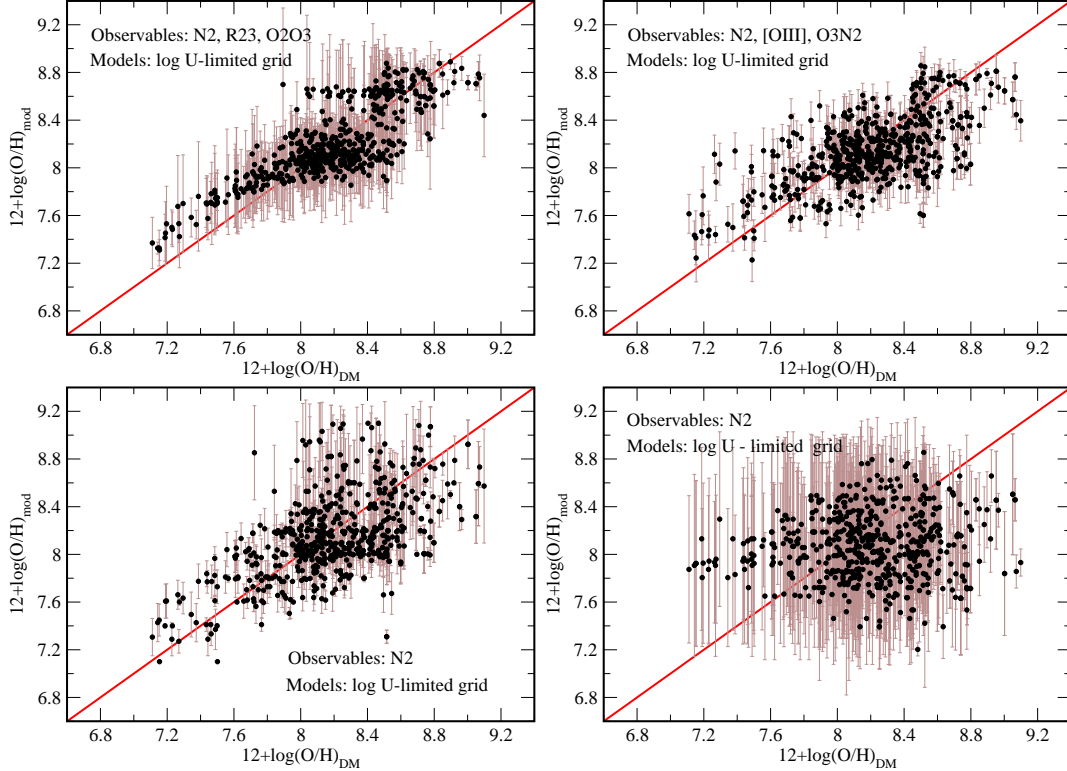 Observables: N2, R23, O2O3
Models: log U-limited grid
9.2
8.8
8.4
8
7.6
7.2
6.8
12+log(O/H)mod
6.8 7.2 7.6 8 8.4 8.8 9.2
12+log(O/H)DM
Observables: N2, [OIII], O3N2
Models: log U-limited grid
9.2
8.8
8.4
8
7.6
7.2
6.8
12+log(O/H)mod
6.8 7.2 7.6 8 8.4 8.8 9.2
12+log(O/H)DM
9.2
8.8
8.4
8
7.6
7.2
6.8
12+log(O/H)mod
Observables: N2
Models: log U-limited grid
6.8 7.2 7.6 8 8.4 8.8 9.2
12+log(O/H)DM
Observables: N2
Models: log U - limited grid
9.2
8.8
8.4
8
7.6
7.2
6.8
12+log(O/H)mod
6.8 7.2 7.6 8 8.4 8.8 9.2
12+log(O/H)DM